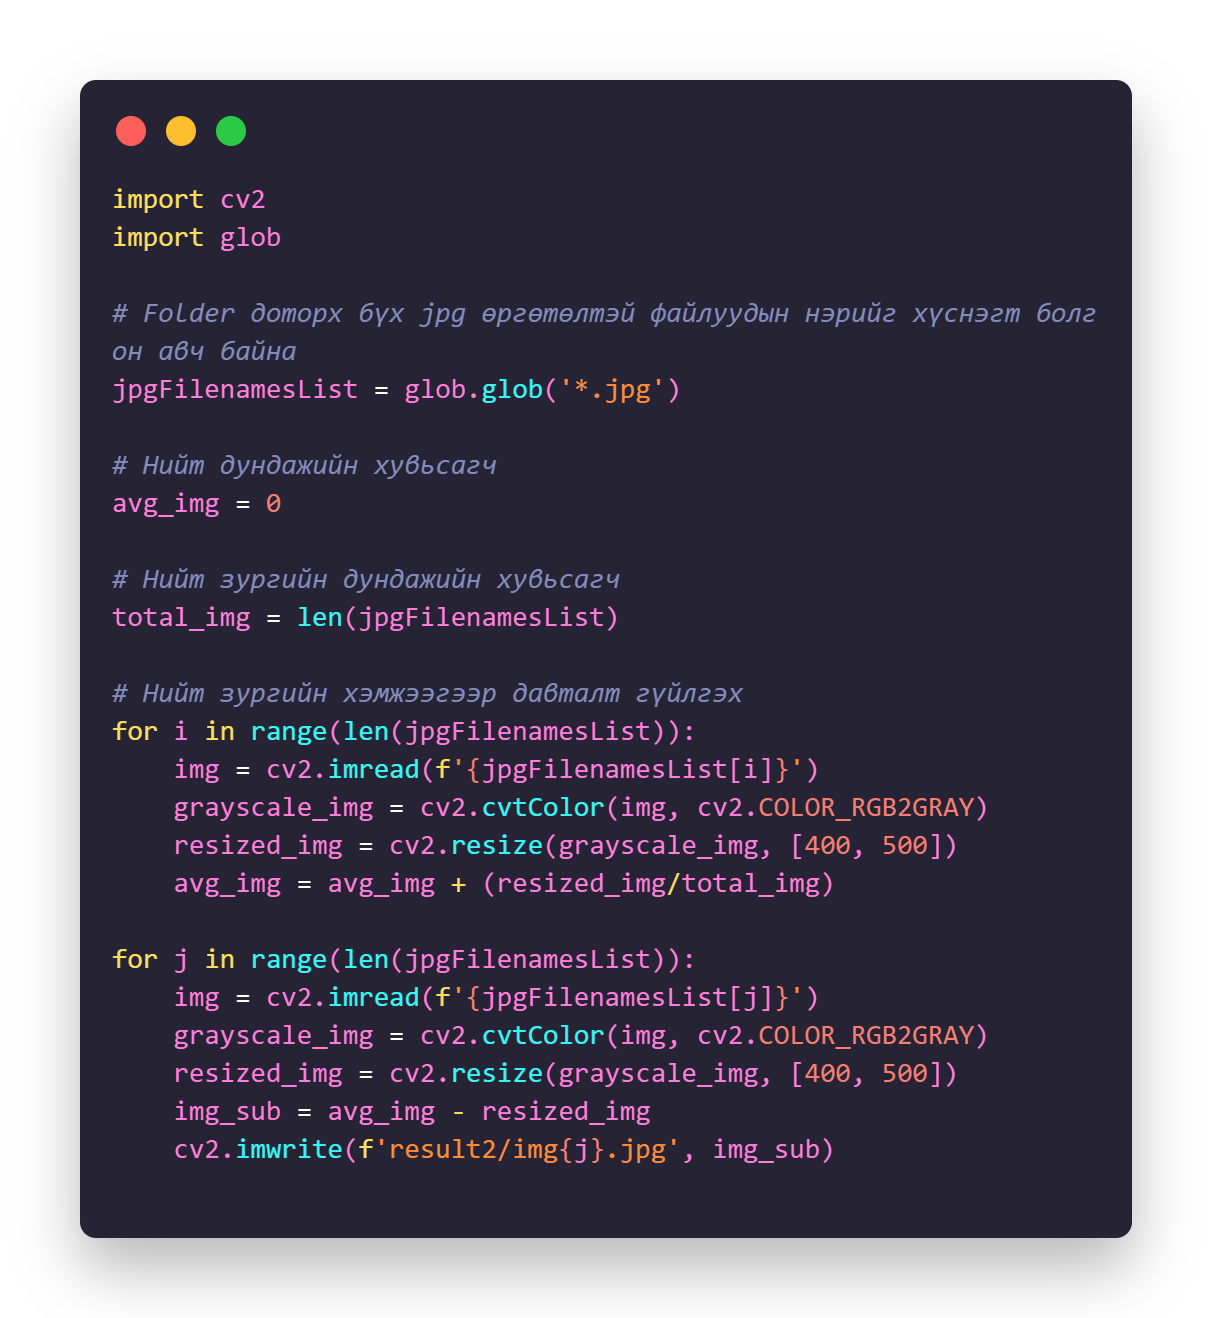 import cv2
import glob
# Folder доторх бүх jpg өргөтөлтэй файлуудын нэрийг хүснэгт болг
он авч байна
jpgFilenamesList = glob.glob('*.jpg')
# Нийт дундажийн хувьсагч
avg_img = 0
# Нийт зургийн дундажийн хувьсагч
total_img = len(jpgFilenamesList)
# Нийт зургийн хэмжээгээр давталт гүйлгэх
for i in range(len(jpgFilenamesList)):
    img = cv2.imread(f'{jpgFilenamesList[i]}')
    grayscale_img = cv2.cvtColor(img, cv2.COLOR_RGB2GRAY)
    resized_img = cv2.resize(grayscale_img, [400, 500])
    avg_img = avg_img + (resized_img/total_img)
for j in range(len(jpgFilenamesList)):
    img = cv2.imread(f'{jpgFilenamesList[j]}')
    grayscale_img = cv2.cvtColor(img, cv2.COLOR_RGB2GRAY)
    resized_img = cv2.resize(grayscale_img, [400, 500])
    img_sub = avg_img - resized_img
    cv2.imwrite(f'result2/img{j}.jpg', img_sub)